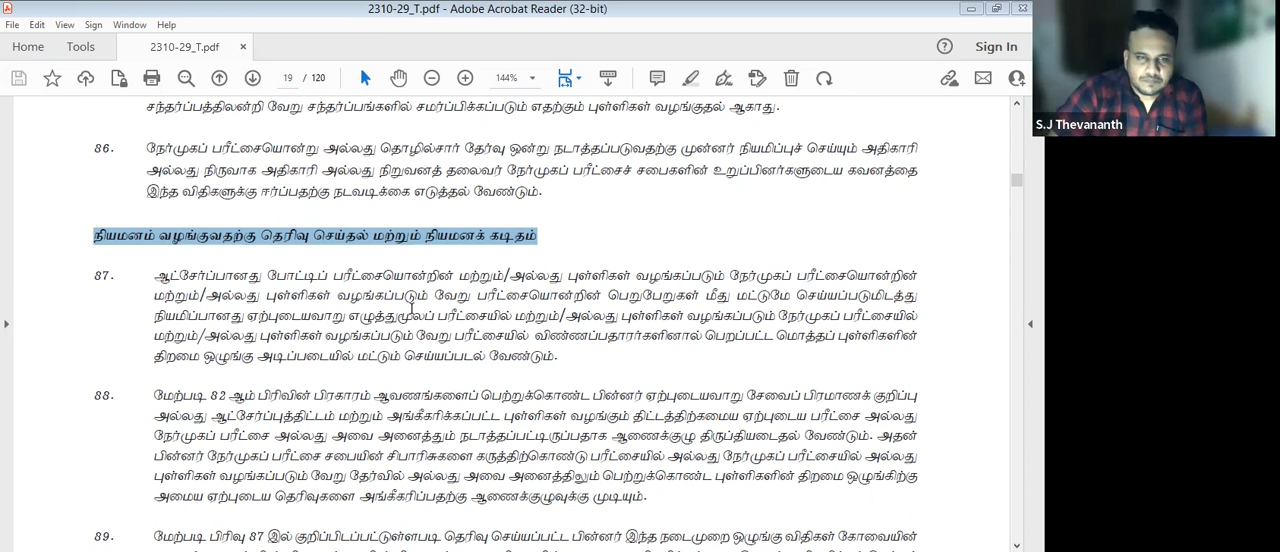 2310-29_T.pdf - Adobe Acrobat Reader (32-bit)
File Edit View Sign Window Help
Home Tools 2310-29_T.pdf × Sign In
19 / 120 144%
S.J Thevananth
சந்தர்ப்பத்திலன்றி வேறு சந்தர்ப்பங்களில் சமர்ப்பிக்கப்படும் எதற்கும் புள்ளிகள் வழங்குதல் ஆகாது.
86. நேர்முகப் பரீட்சையொன்று அல்லது தொழில்சார் தேர்வு ஒன்று நடாத்தப்படுவதற்கு முன்னர் நியமிப்புச் செய்யும் அதிகாரி
அல்லது நிருவாக அதிகாரி அல்லது நிறுவனத் தலைவர் நேர்முகப் பரீட்சைச் சபைகளின் உறுப்பினர்களுடைய கவனத்தை
இந்த விதிகளுக்கு ஈர்ப்பதற்கு நடவடிக்கை எடுத்தல் வேண்டும்.
நியமனம் வழங்குவதற்கு தெரிவு செய்தல் மற்றும் நியமனக் கடிதம்
87. ஆட்சேர்ப்பானது போட்டிப் பரீட்சையொன்றின் மற்றும்/அல்லது புள்ளிகள் வழங்கப்படும் நேர்முகப் பரீட்சையொன்றின்
மற்றும்/அல்லது புள்ளிகள் வழங்கப்படும் வேறு பரீட்சையொன்றின் பெறுபேறுகள் மீது மட்டுமே செய்யப்படுமிடத்து
நியமிப்பானது ஏற்புடையவாறு எழுத்துமூலப் பரீட்சையில் மற்றும்/அல்லது புள்ளிகள் வழங்கப்படும் நேர்முகப் பரீட்சையில்
மற்றும்/அல்லது புள்ளிகள் வழங்கப்படும் வேறு பரீட்சையில் விண்ணப்பதாரர்களினால் பெறப்பட்ட மொத்தப் புள்ளிகளின்
திறமை ஒழுங்கு அடிப்படையில் மட்டும் செய்யப்படல் வேண்டும்.
88. மேற்படி 82 ஆம் பிரிவின் பிரகாரம் ஆவணங்களைப் பெற்றுக்கொண்ட பின்னர் ஏற்புடையவாறு சேவைப் பிரமாணக் குறிப்பு
அல்லது ஆட்சேர்ப்புத்திட்டம் மற்றும் அங்கீகரிக்கப்பட்ட புள்ளிகள் வழங்கும் திட்டத்திற்கமைய ஏற்புடைய பரீட்சை அல்லது
நேர்முகப் பரீட்சை அல்லது அவை அனைத்தும் நடாத்தப்பட்டிருப்பதாக ஆணைக்குழு திருப்தியடைதல் வேண்டும். அதன்
பின்னர் நேர்முகப் பரீட்சை சபையின் சிபாரிசுகளை கருத்திற்கொண்டு பரீட்சையில் அல்லது நேர்முகப் பரீட்சையில் அல்லது
புள்ளிகள் வழங்கப்படும் வேறு தேர்வில் அல்லது அவை அனைத்திலும் பெற்றுக்கொண்ட புள்ளிகளின் திறமை ஒழுங்கிற்கு
அமைய ஏற்புடைய தெரிவுகளை அங்கீகரிப்பதற்கு ஆணைக்குழுவுக்கு முடியும்.
89. மேற்படி பிரிவு 87 இல் குறிப்பிடப்பட்டுள்ளபடி தெரிவு செய்யப்பட்ட பின்னர் இந்த நடைமுறை ஒழுங்கு விதிகள் கோவையின்